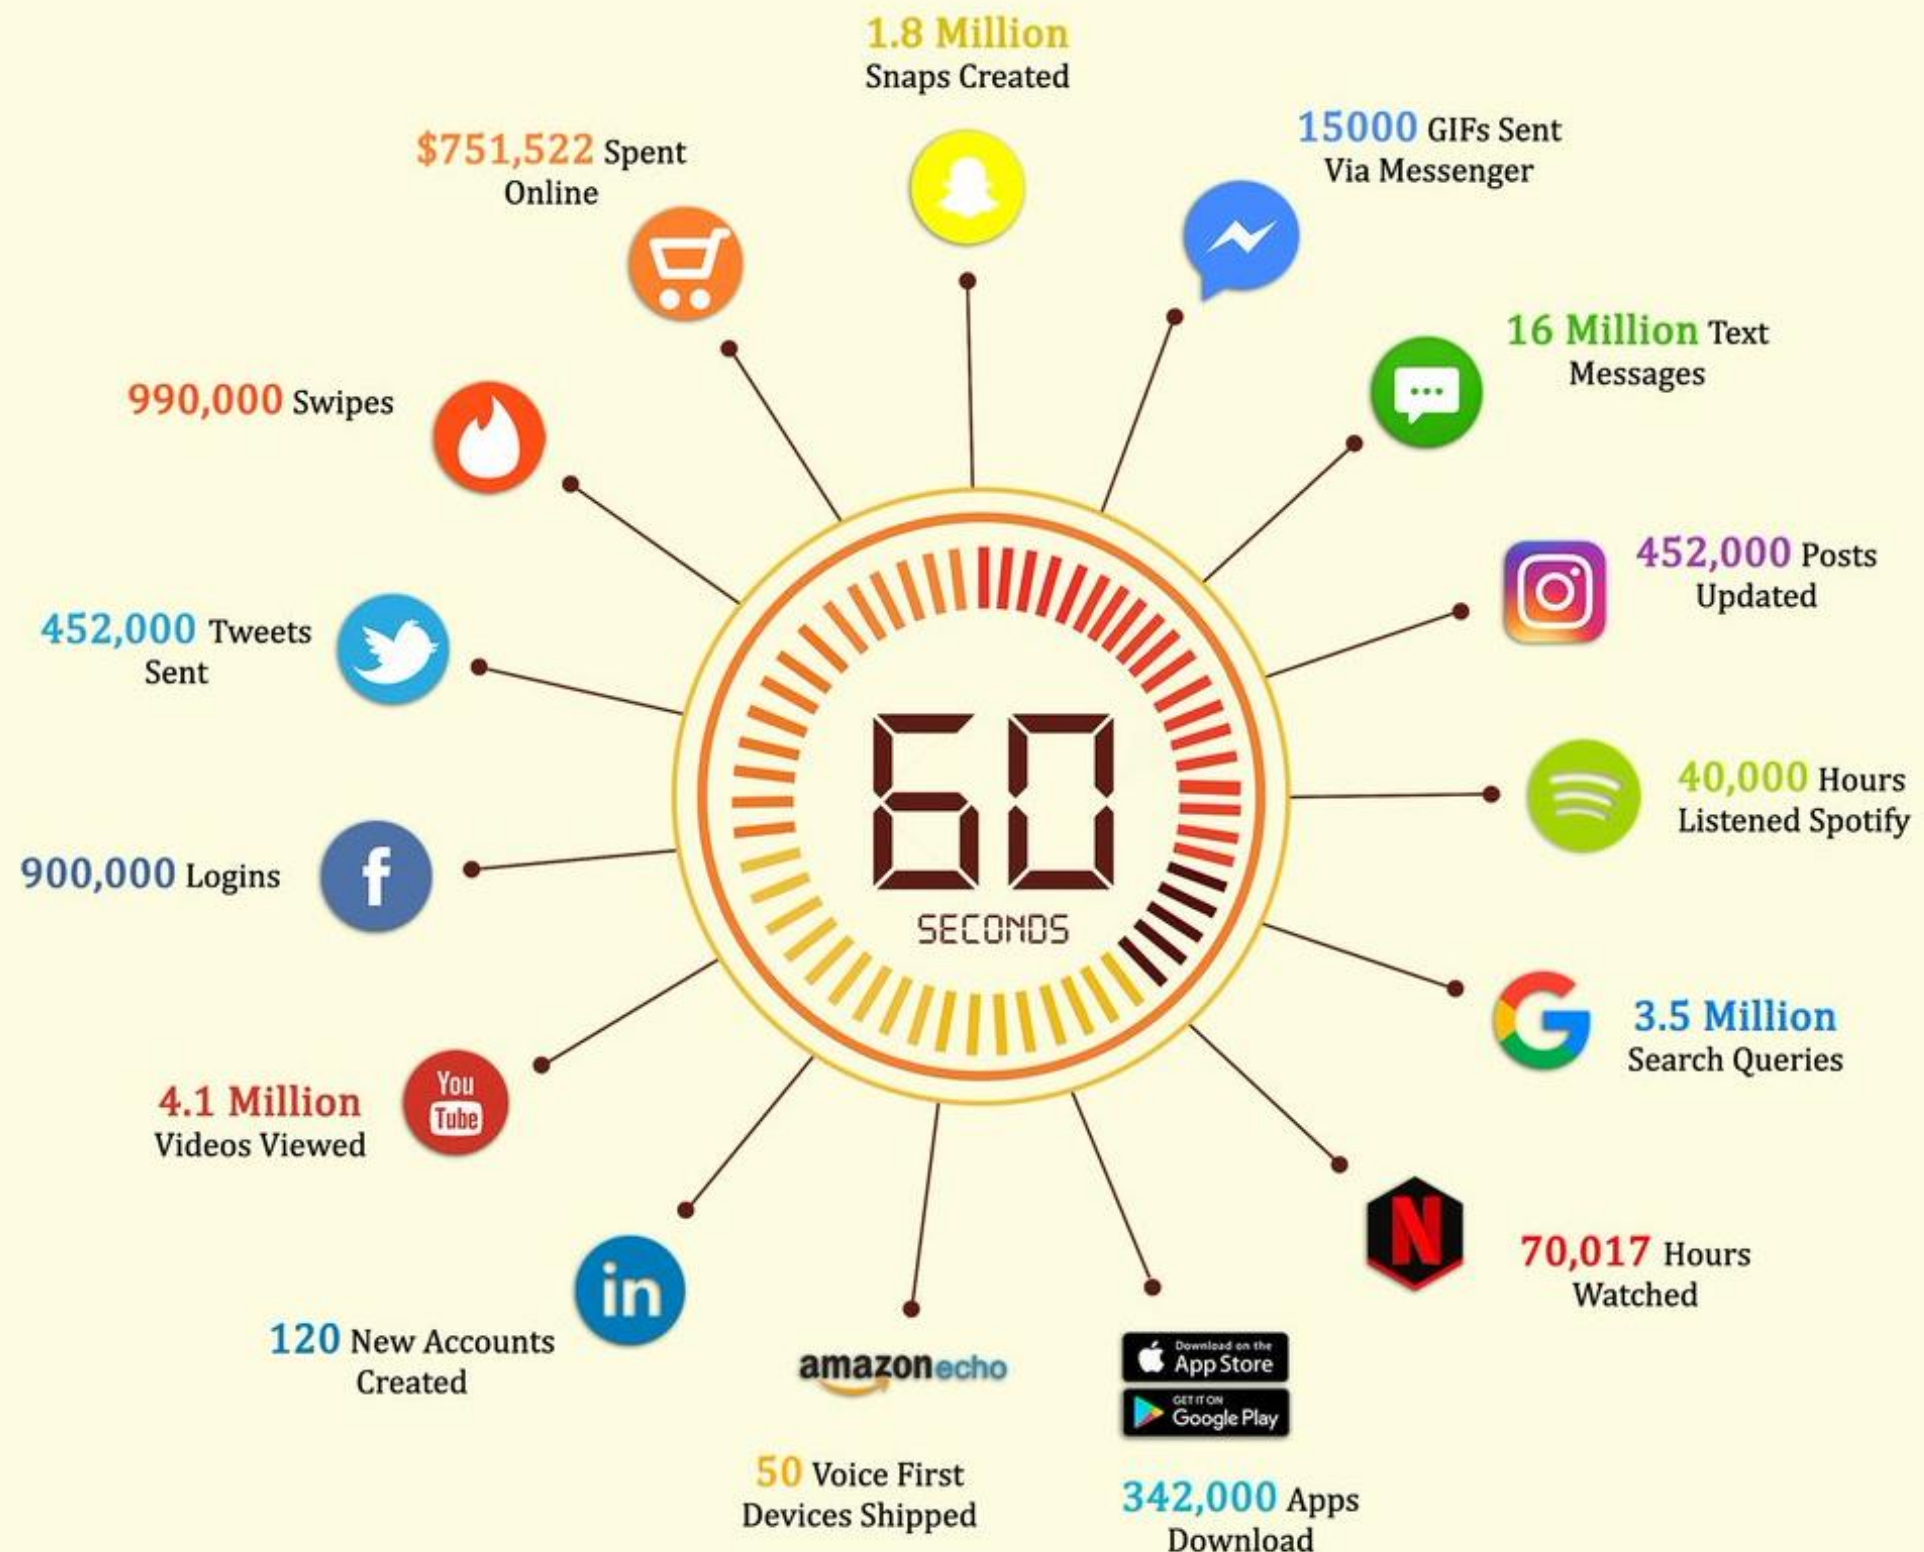 1.8 Million
Snaps Created
15000 GIFs Sent
Via Messenger
$751,522 Spent
Online
16 Million Text
Messages
990,000 Swipes
452,000 Posts
Updated
452,000 Tweets
Sent
60
SECONDS
40,000 Hours
Listened Spotify
900,000 Logins
f
3.5 Million
Search Queries
G
4.1 Million
Videos Viewed
You
Tube
70,017 Hours
Watched
N
120 New Accounts
Created
in
amazonecho
50 Voice First
Devices Shipped
Download on the
App Store
GET IT ON
Google Play
342,000 Apps
Download